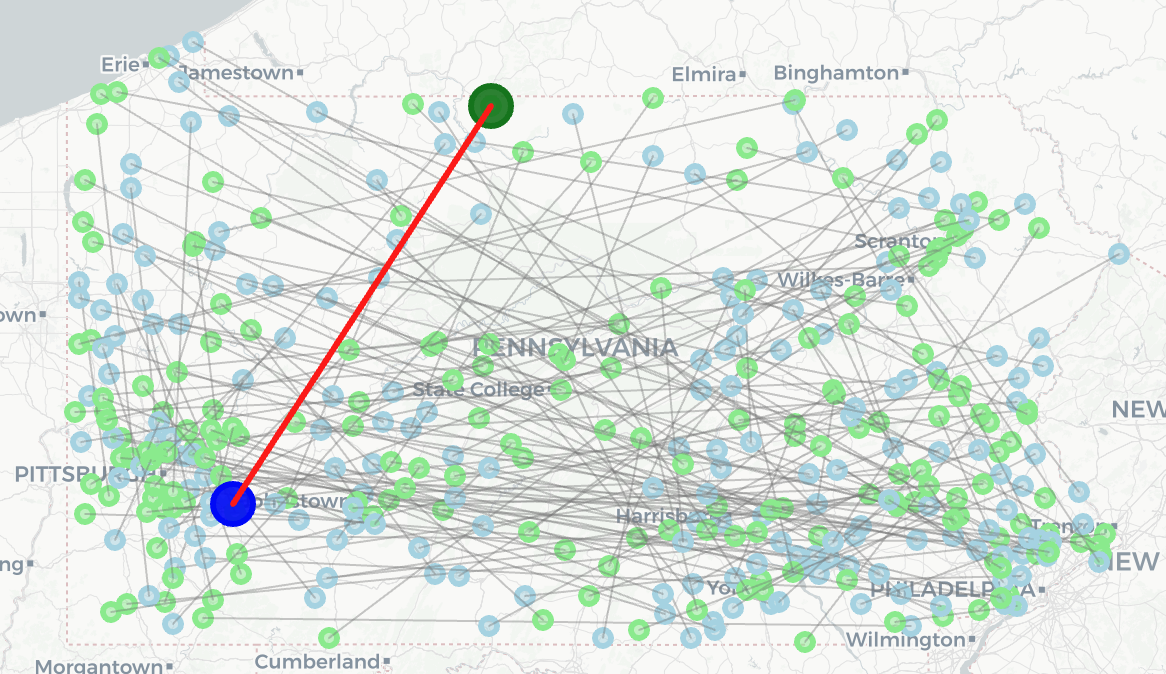 Erie
Jamestown
Elmira
Binghamton
Scranton
Wilkes-Barre
own
PENNSYLVANIA
State College
NEW
PITTSBURGH
Johnstown
Harrisburg
Trenton
ng
NEW
York
PHILADELPHIA
Wilmington
Morgantown
Cumberland